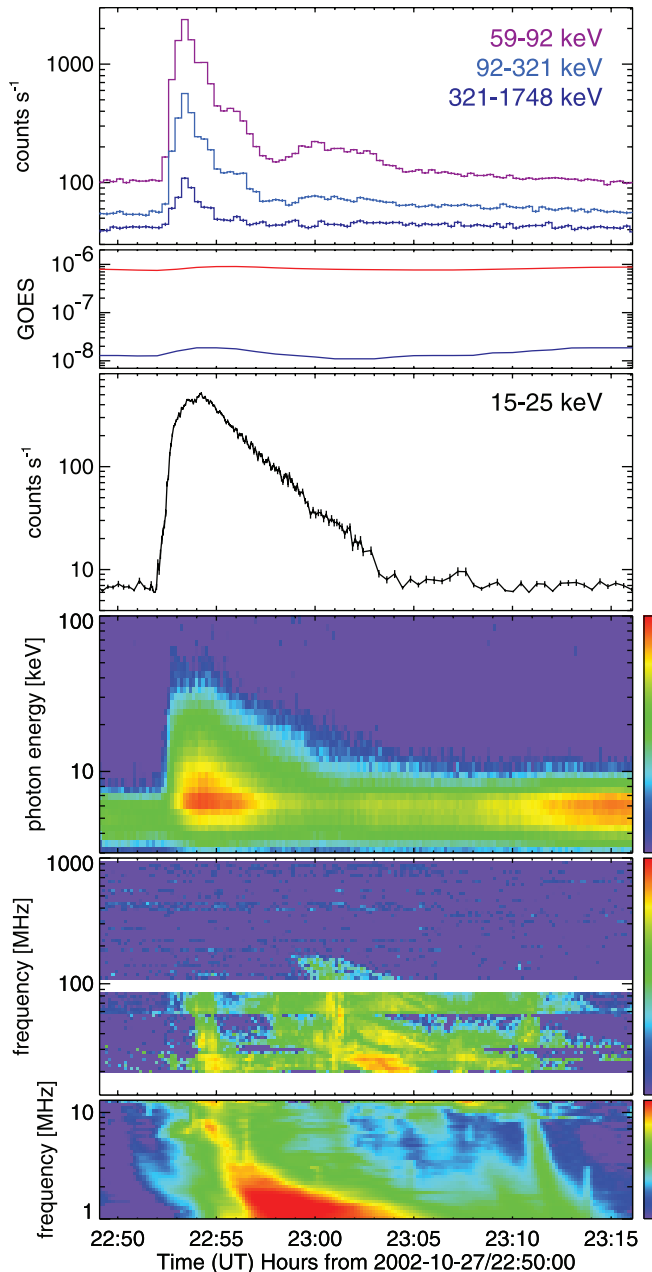 59-92 keV
92-321 keV
321-1748 keV
1000
100
counts s⁻¹
10⁻⁶
10⁻⁷
10⁻⁸
GOES
15-25 keV
100
10
counts s⁻¹
100
10
photon energy [keV]
1000
100
frequency [MHz]
10
1
frequency [MHz]
22:50 22:55 23:00 23:05 23:10 23:15
Time (UT) Hours from 2002-10-27/22:50:00